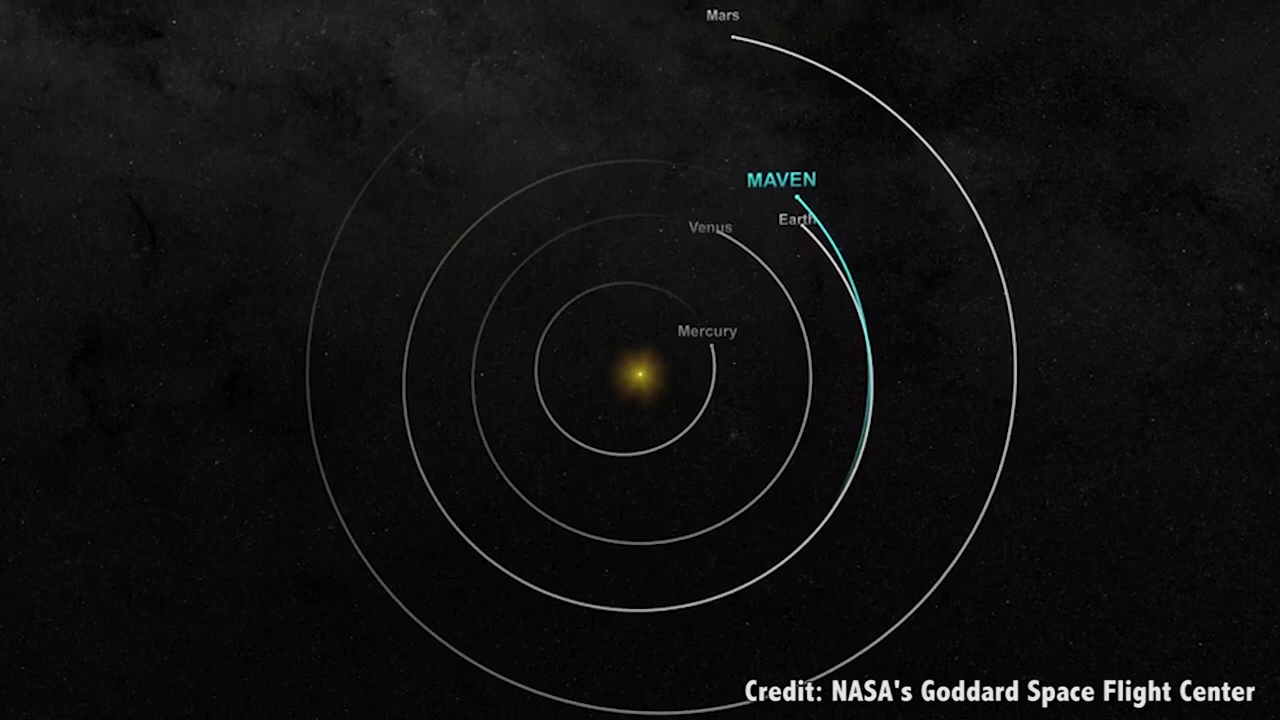 Mars
MAVEN
Earth
Venus
Mercury
Credit: NASA's Goddard Space Flight Center